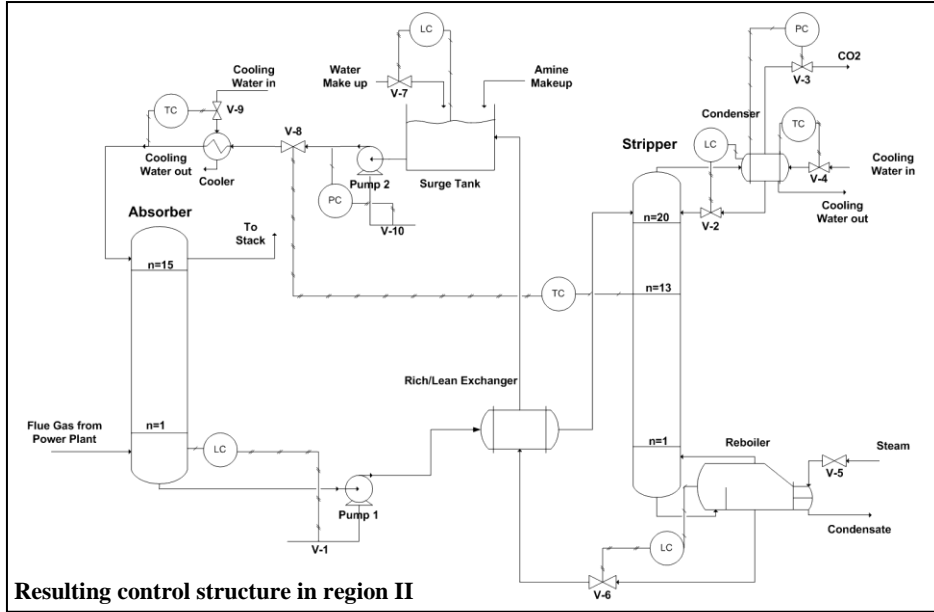 LC
PC
Cooling
Water in
Water
Make up
Amine
Makeup
CO2
V-3
V-7
V-9
TC
Condenser
TC
V-8
LC
Stripper
Cooling
Water out
Cooler
Pump 2
Surge Tank
V-4
Cooling
Water in
PC
Cooling
Water out
Absorber
To
Stack
V-10
n=20
V-2
n=15
TC
n=13
Rich/Lean Exchanger
Flue Gas from
Power Plant
n=1
LC
n=1
Reboiler
Steam
V-5
Pump 1
Condensate
V-1
LC
V-6
Resulting control structure in region II